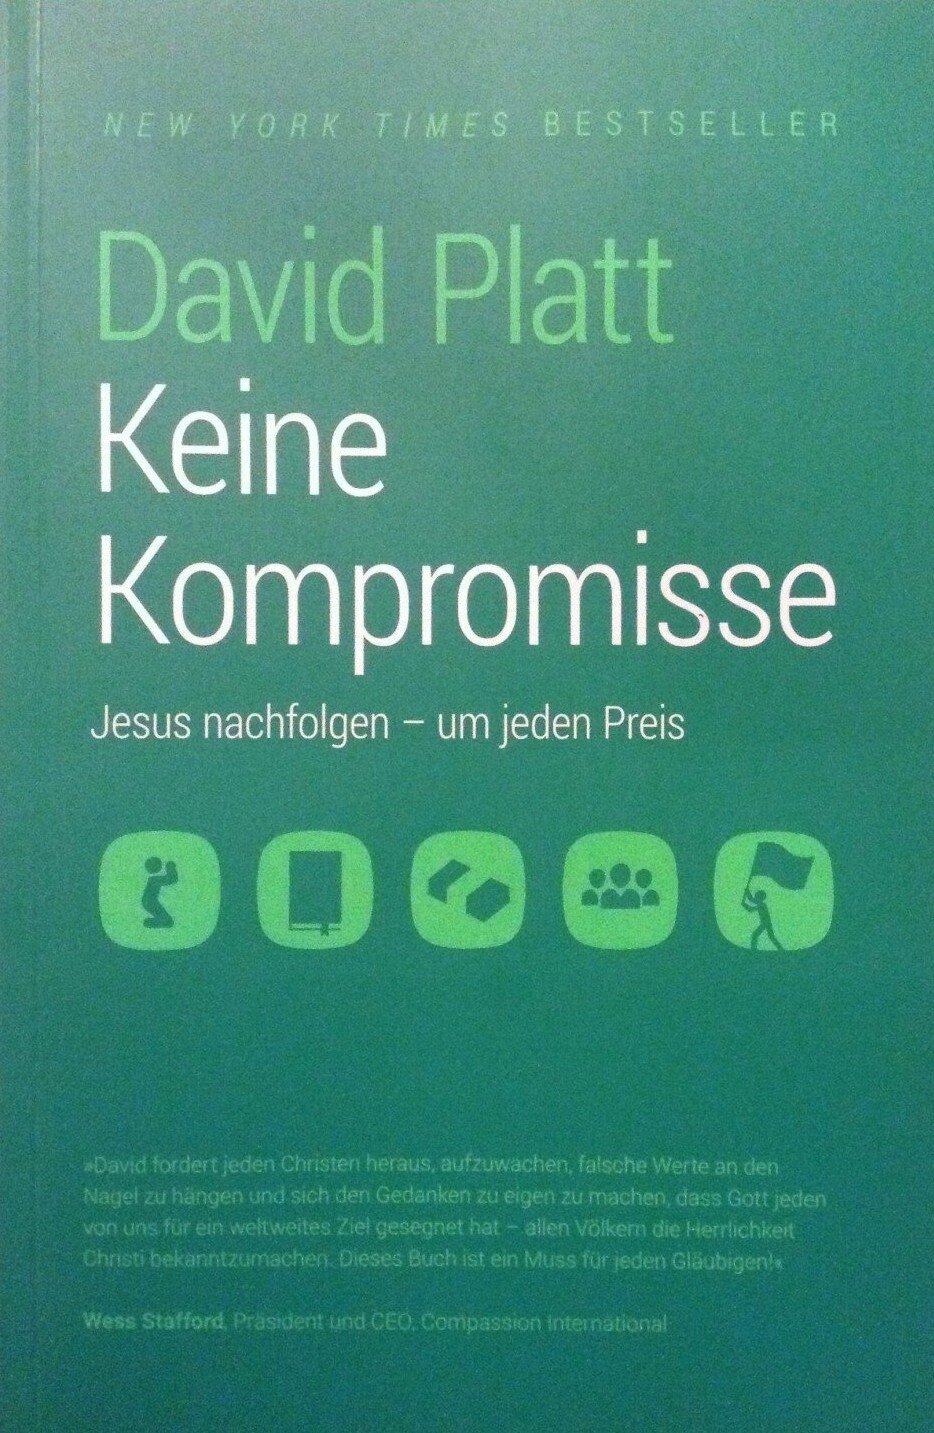 NEW YORK TIMES BESTSELLER
David Platt
Keine
Kompromisse
Jesus nachfolgen – um jeden Preis
»David fordert jeden Christen heraus, aufzuwachen, falsche Werte an den
Nagel zu hängen und sich den Gedanken zu eigen zu machen, dass Gott jeden
von uns für ein weltweites Ziel gesegnet hat – allen Völkern die Herrlichkeit
Christi bekanntzumachen. Dieses Buch ist ein Muss für jeden Gläubigen!«
Wess Stafford, Präsident und CEO, Compassion International